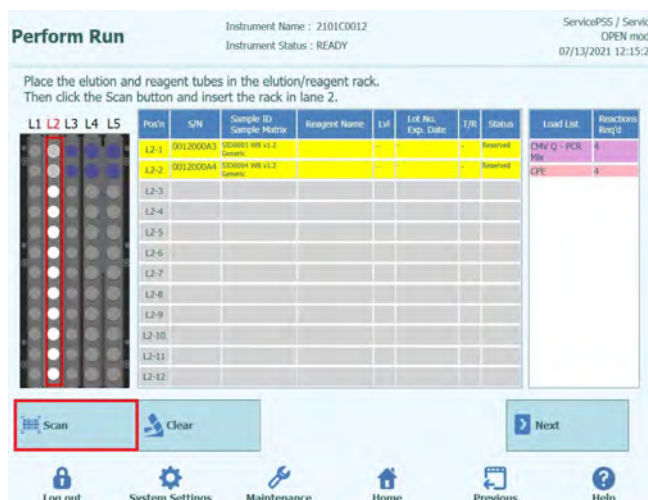 Perform Run
Instrument Name : 2101C0012
Instrument Status : READY
ServicePSS / Servic
OPEN mod
07/13/2021 12:15:2
Place the elution and reagent tubes in the elution/reagent rack.
Then click the Scan button and insert the rack in lane 2.
L1 L2 L3 L4 L5
Pos'n S/N Sample ID Sample Matrix Reagent Name Lvl Lot No. Exp. Date T/R Status
L2-1 0012000A3 SID0093 WB v1.2 Generic - - - Reserved
L2-2 0012000A4 SID0094 WB v1.2 Generic - - - Reserved
L2-3
L2-4
L2-5
L2-6
L2-7
L2-8
L2-9
L2-10
L2-11
L2-12
Load List Reactions Req'd
CMV Q - PCR Mix 4
CPE 4
Scan
Clear
Next
Log out
System Settings
Maintenance
Home
Previous
Help